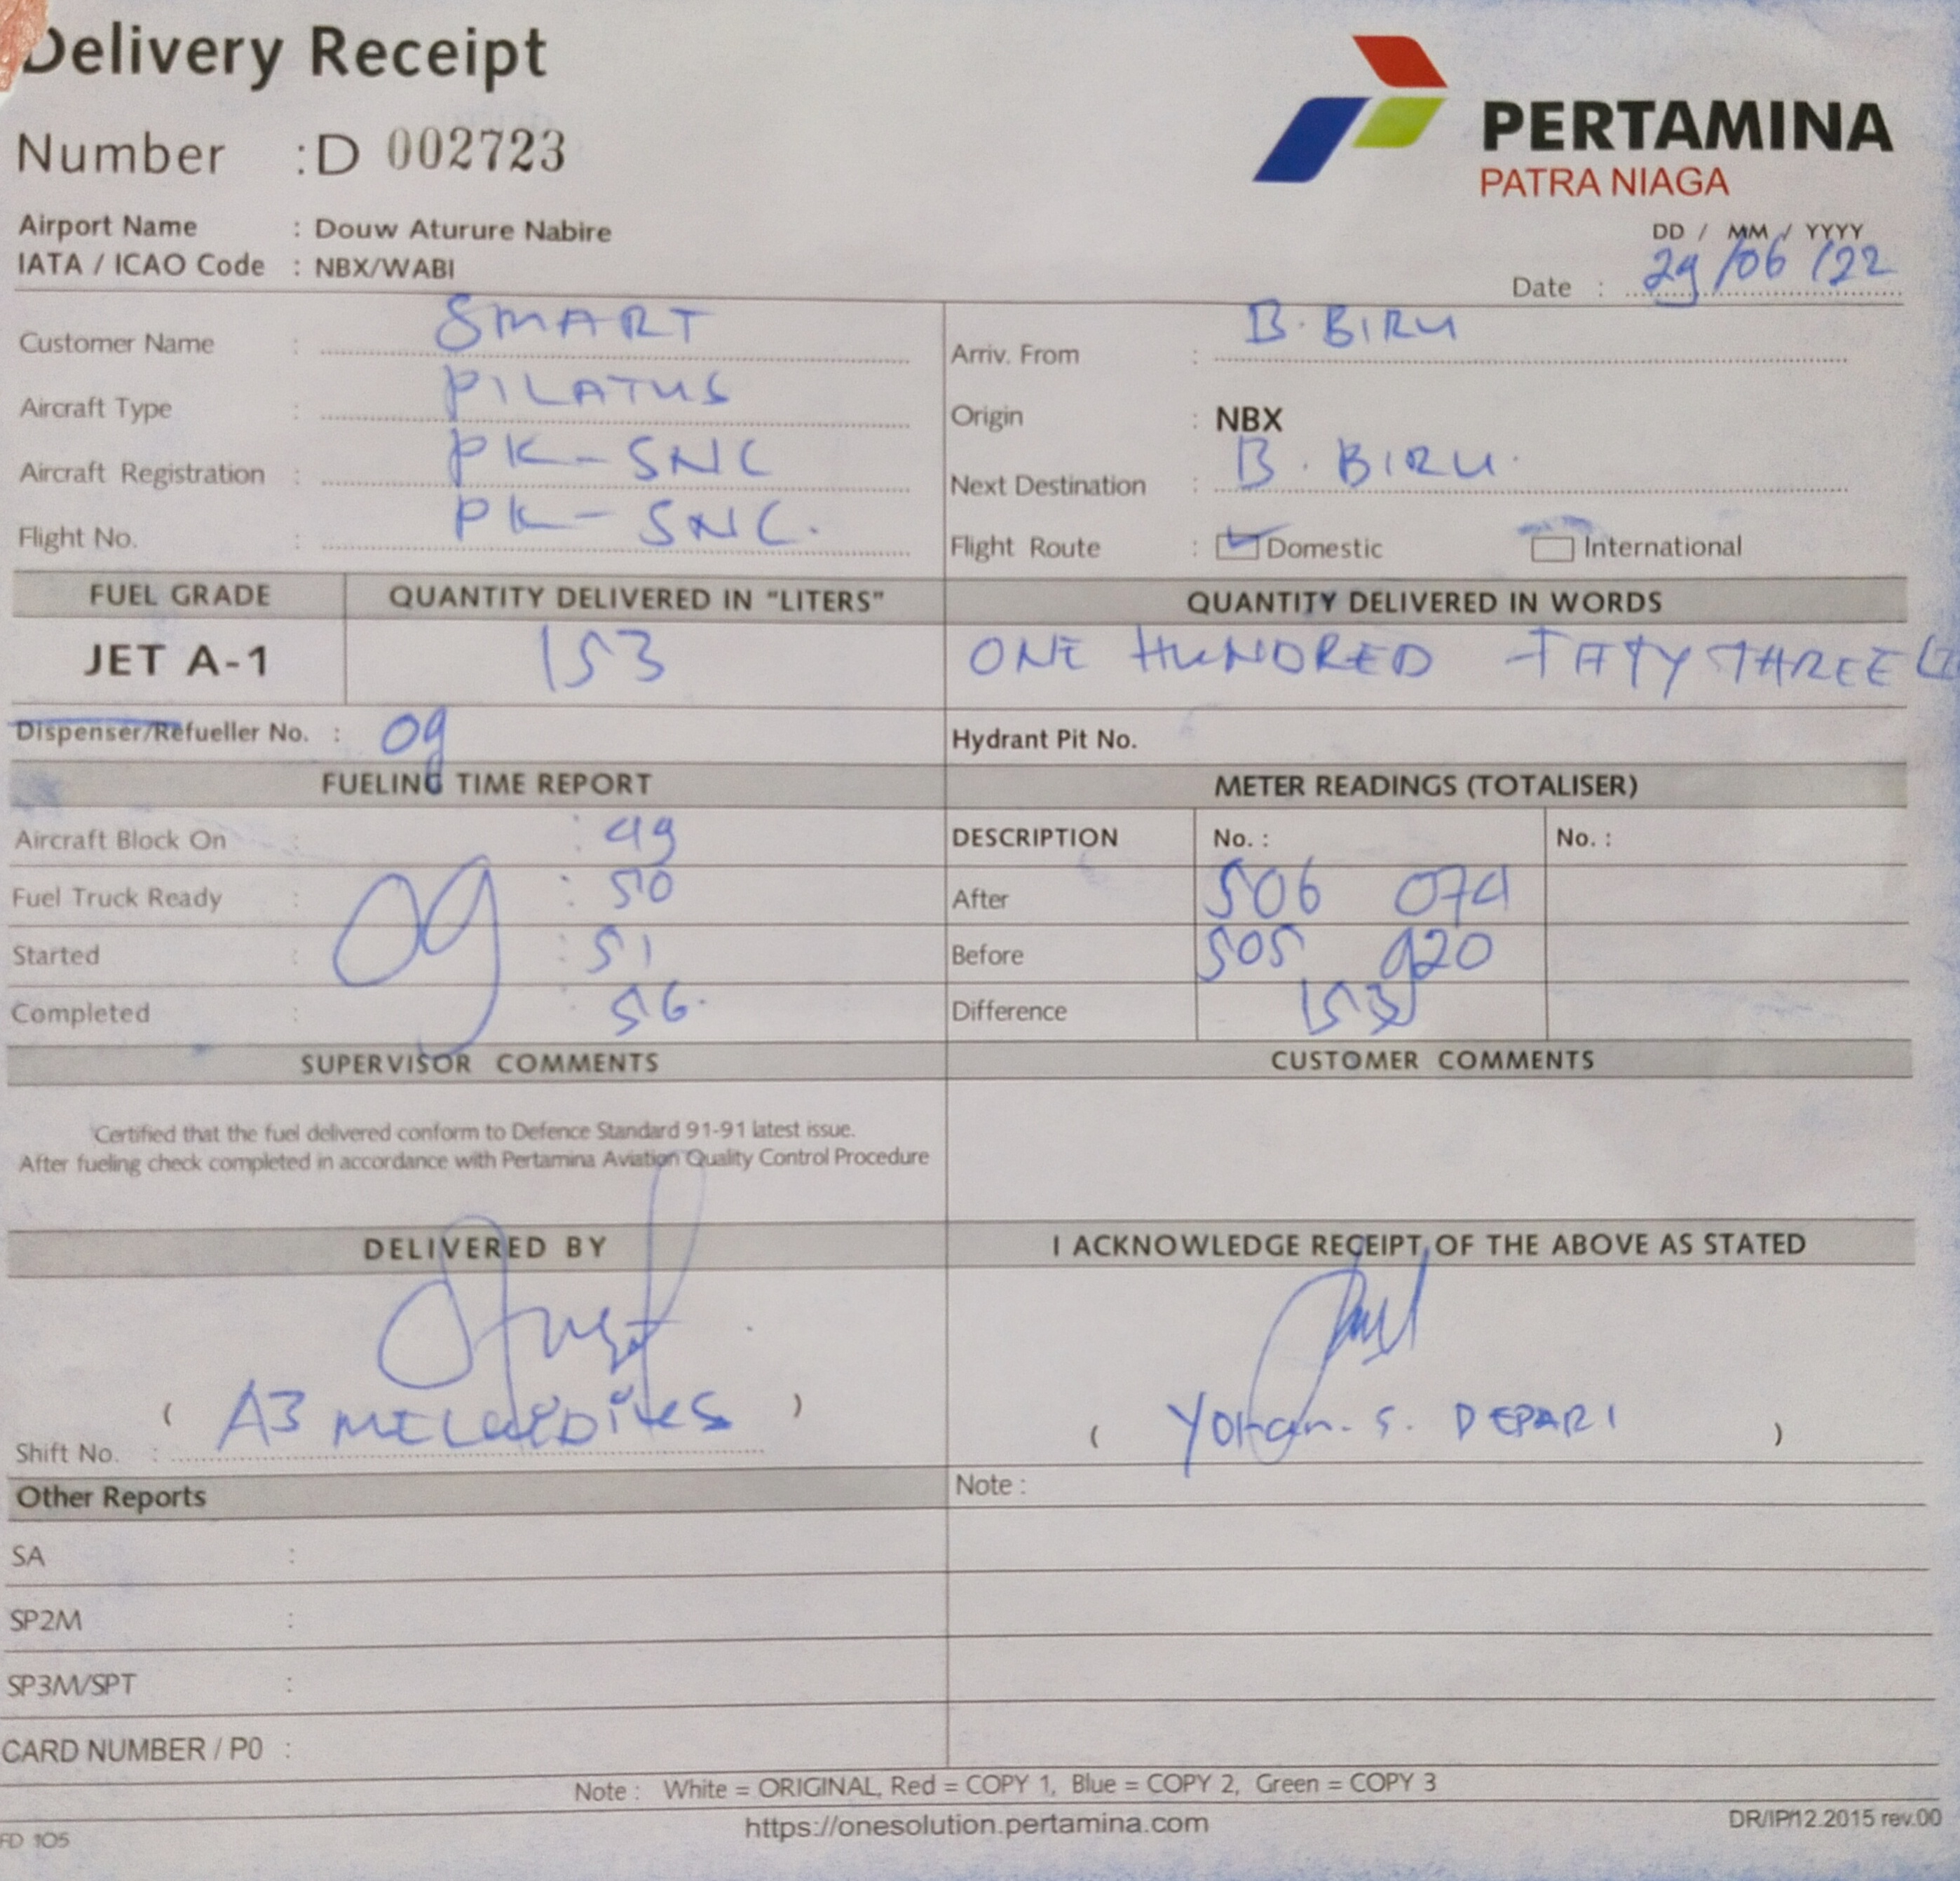 Delivery Receipt
PERTAMINA
PATRA NIAGA
Number : D 002723
Airport Name : Douw Aturure Nabire
IATA / ICAO Code : NBX/WABI
DD / MM / YYYY
Date : 29/06/22
Customer Name : SMART
Aircraft Type : PILATUS
Aircraft Registration : PK-SNC
Flight No. : PK-SNC.
Arriv. From : B. BIRU
Origin : NBX
Next Destination : B. BIRU.
Flight Route : Domestic International
FUEL GRADE QUANTITY DELIVERED IN "LITERS" QUANTITY DELIVERED IN WORDS
JET A-1 153 ONE HUNDRED THREE
Dispenser/Refueller No. : 09 Hydrant Pit No.
FUELING TIME REPORT METER READINGS (TOTALISER)
Aircraft Block On : 09 : 49 DESCRIPTION No. : No. :
Fuel Truck Ready : : 50 After 506 074
Started : : 51 Before 505 920
Completed : : 56. Difference 153
SUPERVISOR COMMENTS CUSTOMER COMMENTS
Certified that the fuel delivered conform to Defence Standard 91-91 latest issue.
After fueling check completed in accordance with Pertamina Aviation Quality Control Procedure
DELIVERED BY I ACKNOWLEDGE RECEIPT OF THE ABOVE AS STATED
( A3 ) ( S. DEPARI )
Shift No. :
Other Reports Note :
SA :
SP2M :
SP3M/SPT :
CARD NUMBER / P0 :
Note : White = ORIGINAL, Red = COPY 1, Blue = COPY 2, Green = COPY 3
https://onesolution.pertamina.com
DR/IP/12.2015 rev.00
FD 105